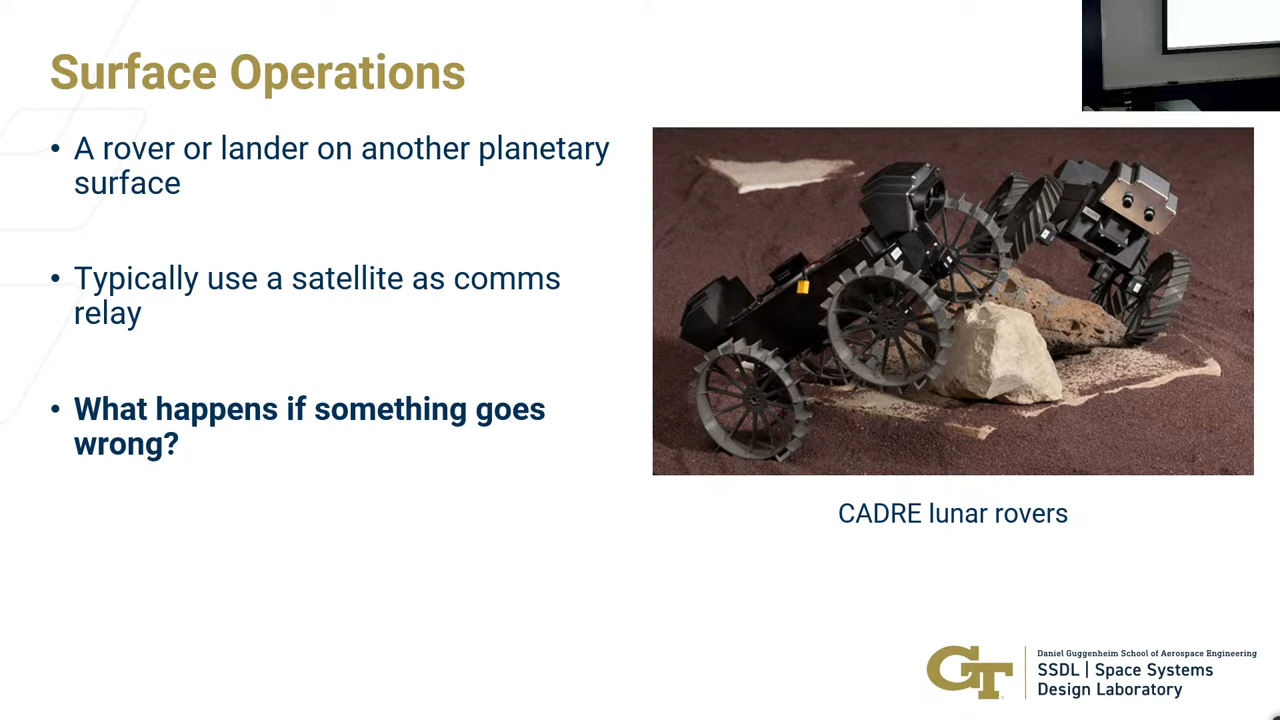 Surface Operations
• A rover or lander on another planetary
surface
• Typically use a satellite as comms
relay
• What happens if something goes
wrong?
CADRE lunar rovers
GT
Daniel Guggenheim School of Aerospace Engineering
SSDL | Space Systems
Design Laboratory